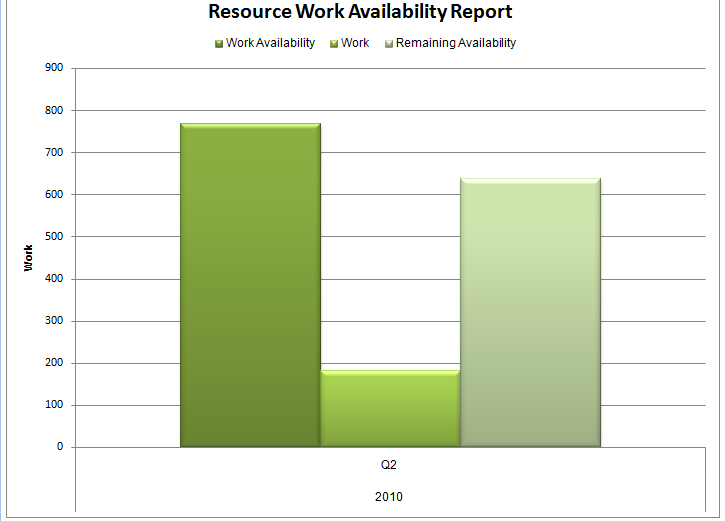 Resource Work Availability Report
Work Availability Work Remaining Availability
900
800
700
600
500
400
300
200
100
0
Work
Q2
2010